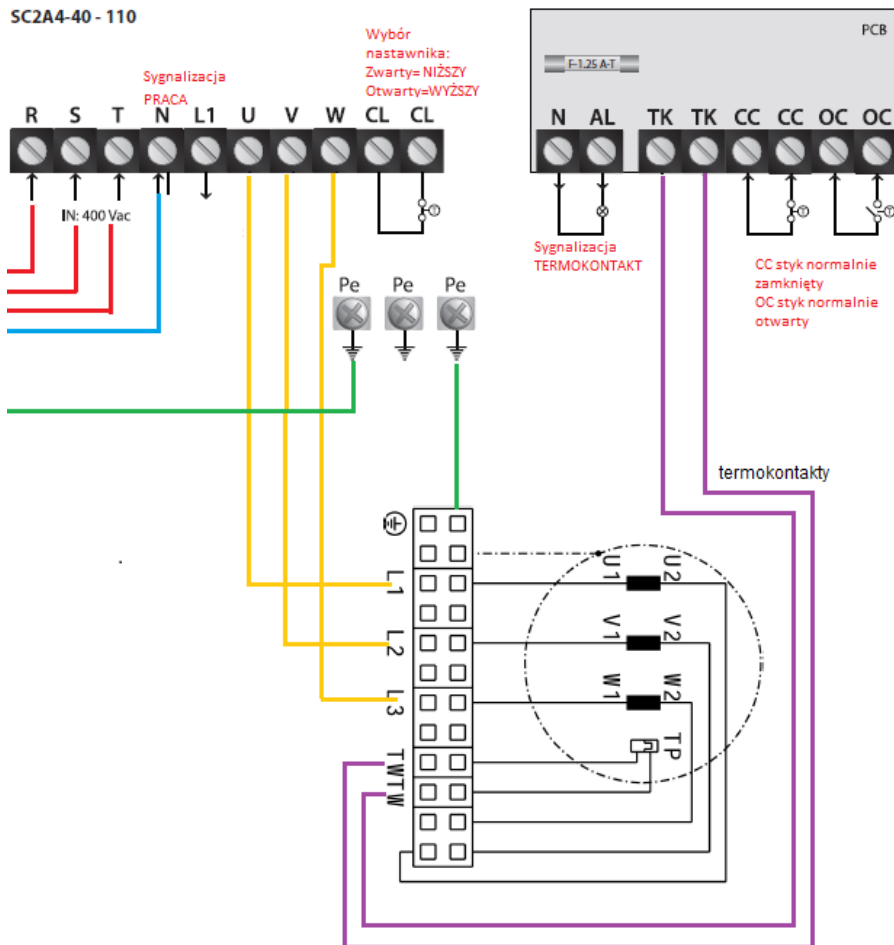 SC2A4-40 - 110
PCB
F-1.25 A-T
Wybór
nastawnika:
Zwarty= NIŻSZY
Otwarty=WYŻSZY
Sygnalizacja
PRACA
R S T N L1 U V W CL CL
N AL TK TK CC CC OC OC
IN: 400 Vac
T
T
T
Sygnalizacja
TERMOKONTAKT
CC styk normalnie
zamknięty
OC styk normalnie
otwarty
Pe Pe Pe
termokontakty
L1
L2
L3
TW
TW
U1 U2
V1 V2
W1 W2
TP